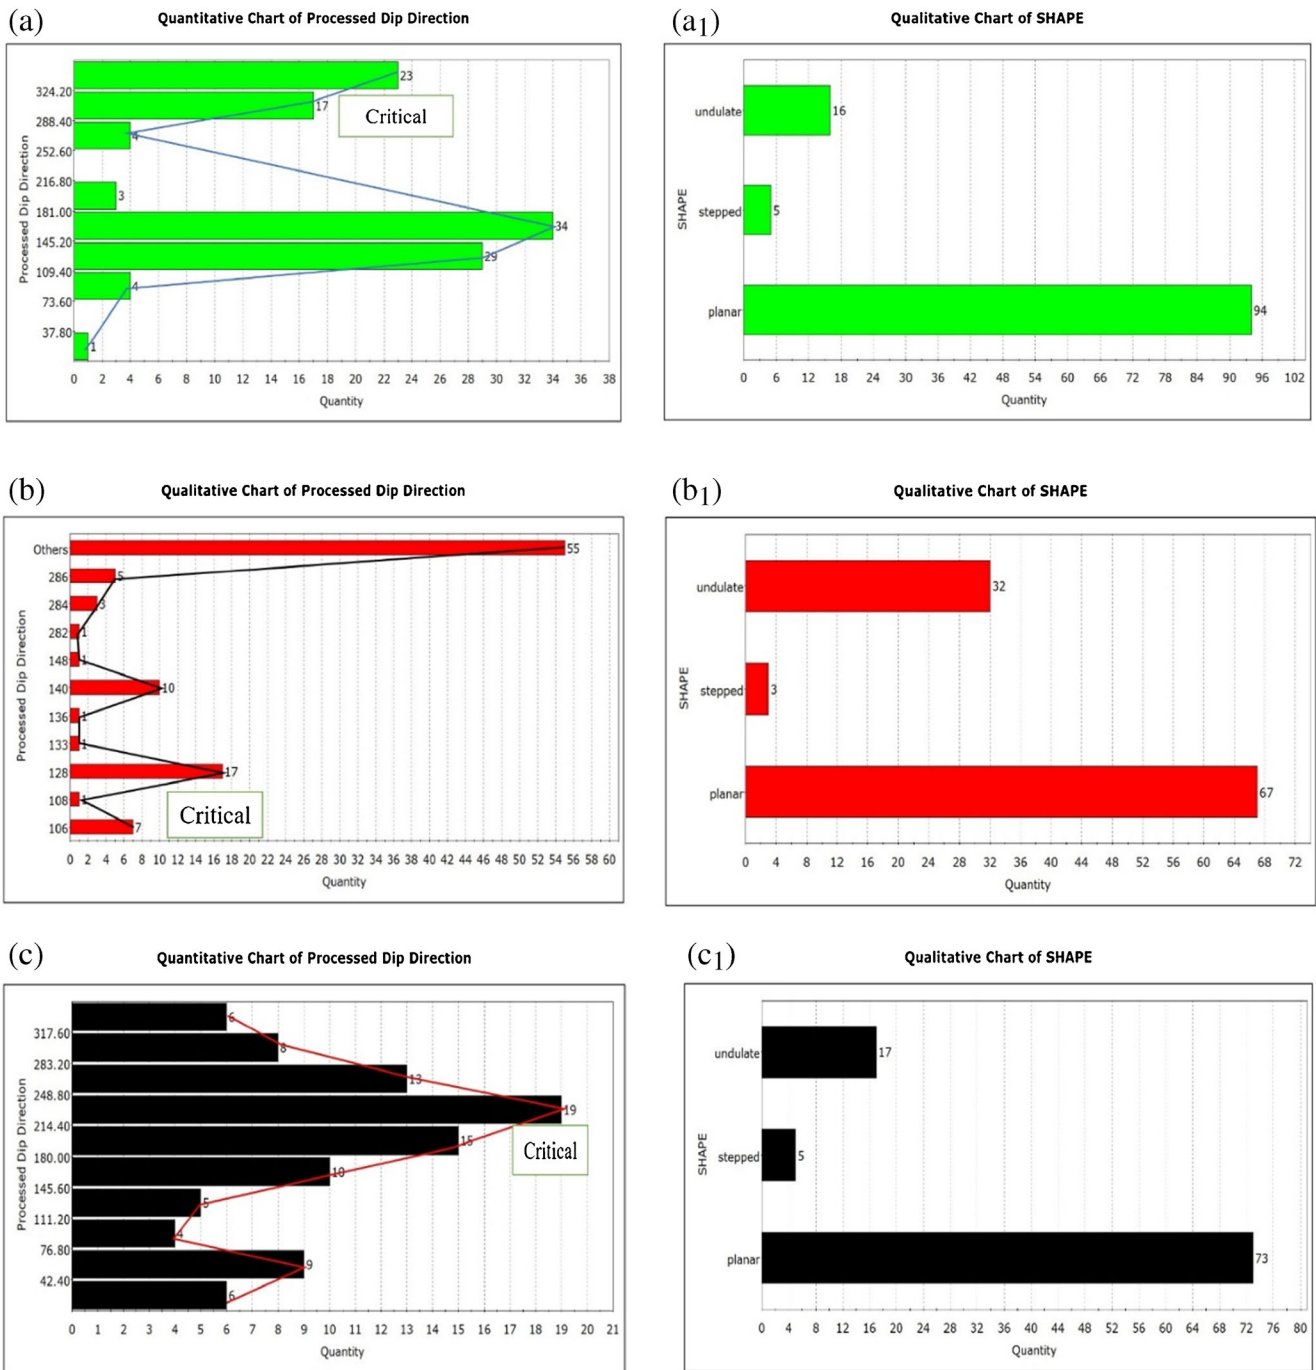 (a)
Quantitative Chart of Processed Dip Direction
Processed Dip Direction
324.20
288.40
252.60
216.80
181.00
145.20
109.40
73.60
37.80
23
17
4
3
34
29
4
1
Critical
0 2 4 6 8 10 12 14 16 18 20 22 24 26 28 30 32 34 36 38
Quantity
(a1)
Qualitative Chart of SHAPE
SHAPE
undulate 16
stepped 5
planar 94
0 6 12 18 24 30 36 42 48 54 60 66 72 78 84 90 96 102
Quantity
(b)
Qualitative Chart of Processed Dip Direction
Processed Dip Direction
Others 55
286 5
284 3
282 1
148 1
140 10
136 1
133 1
128 17
108 1
106 7
Critical
0 2 4 6 8 10 12 14 16 18 20 22 24 26 28 30 32 34 36 38 40 42 44 46 48 50 52 54 56 58 60
Quantity
(b1)
Qualitative Chart of SHAPE
SHAPE
undulate 32
stepped 3
planar 67
0 4 8 12 16 20 24 28 32 36 40 44 48 52 56 60 64 68 72
Quantity
(c)
Quantitative Chart of Processed Dip Direction
Processed Dip Direction
317.60
283.20
248.80
214.40
180.00
145.60
111.20
76.80
42.40
6
8
13
19
15
10
5
4
9
6
Critical
0 1 2 3 4 5 6 7 8 9 10 11 12 13 14 15 16 17 18 19 20 21
Quantity
(c1)
Qualitative Chart of SHAPE
SHAPE
undulate 17
stepped 5
planar 73
0 4 8 12 16 20 24 28 32 36 40 44 48 52 56 60 64 68 72 76 80
Quantity